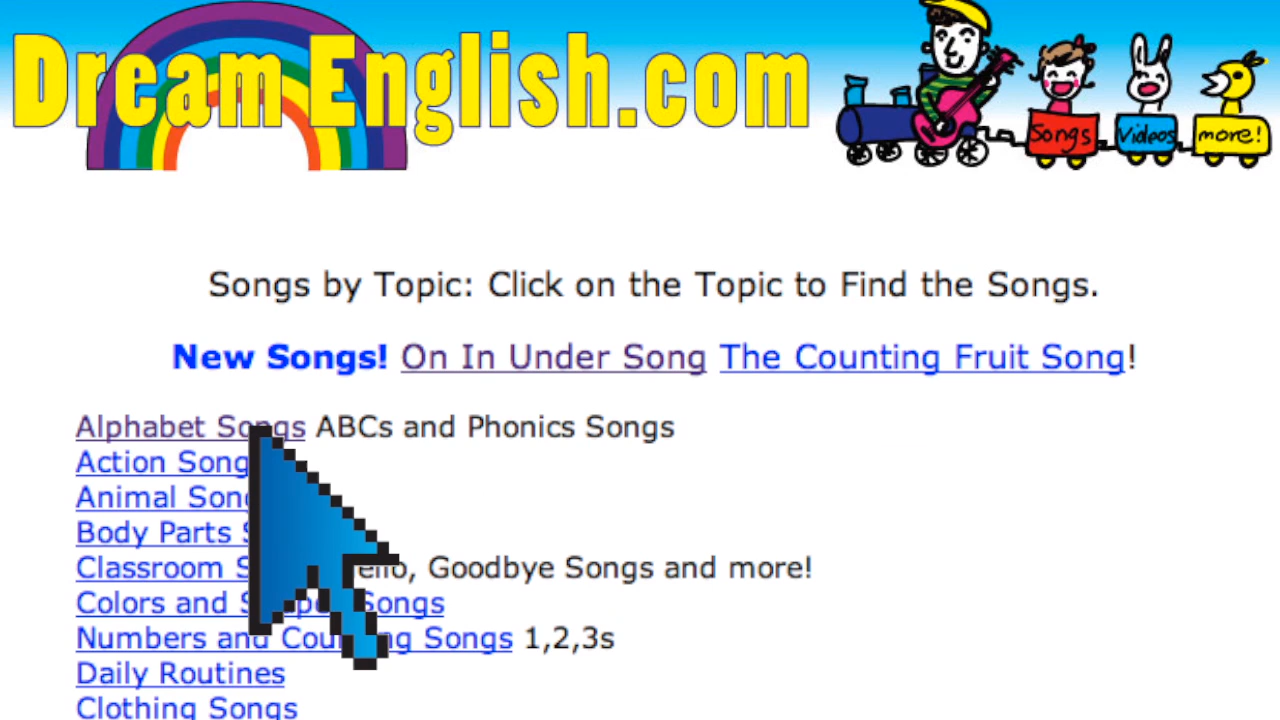 DreamEnglish.com
Songs Videos more!
Songs by Topic: Click on the Topic to Find the Songs.
New Songs! On In Under Song The Counting Fruit Song!
Alphabet Songs ABCs and Phonics Songs
Action Song
Animal Song
Body Parts
Classroom Goodbye Songs and more!
Colors and Songs
Numbers and Songs 1,2,3s
Daily Routines
Clothing Songs